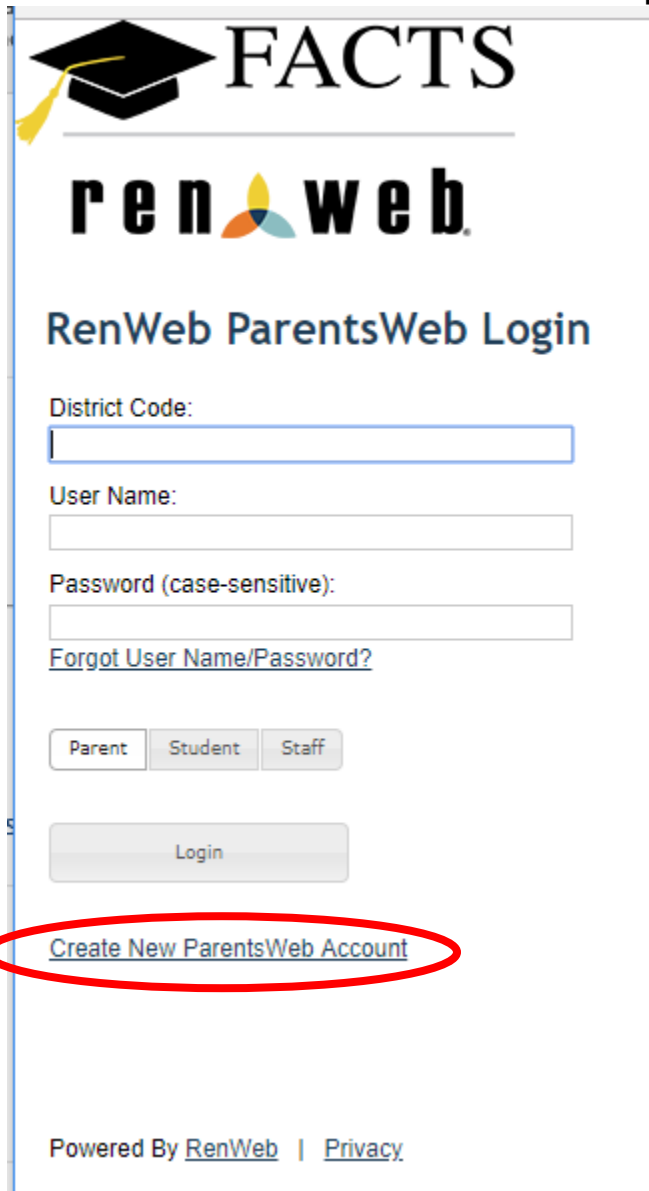 FACTS
renweb
RenWeb ParentsWeb Login
District Code:
User Name:
Password (case-sensitive):
Forgot User Name/Password?
Parent Student Staff
Login
Create New ParentsWeb Account
Powered By RenWeb | Privacy